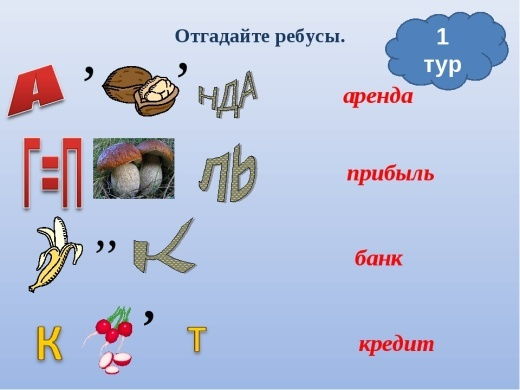 Отгадайте ребусы.
1
тур
А , , НДА аренда
Г=П ЛЬ прибыль
,, К банк
К , Т кредит